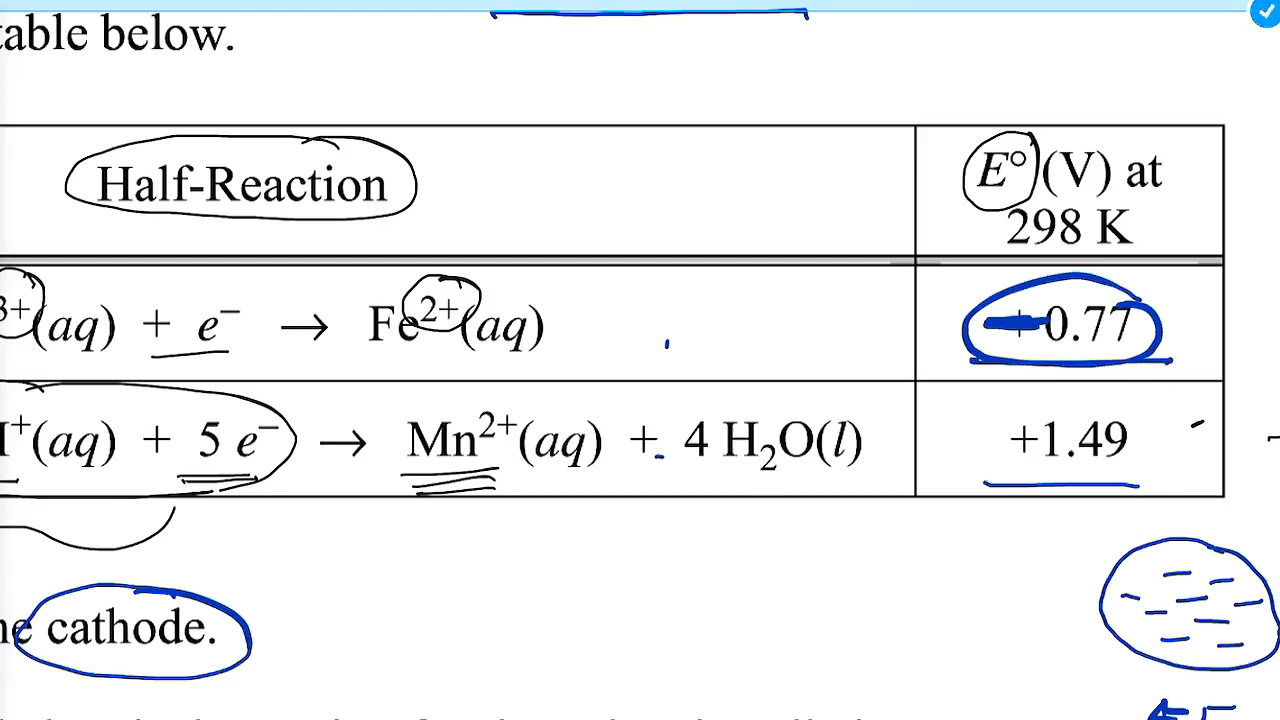 table below.
Half-Reaction E° (V) at
298 K
3+(aq) + e⁻ → Fe²⁺(aq) +0.77
⁺(aq) + 5 e⁻ → Mn²⁺(aq) + 4 H₂O(l) +1.49
cathode.